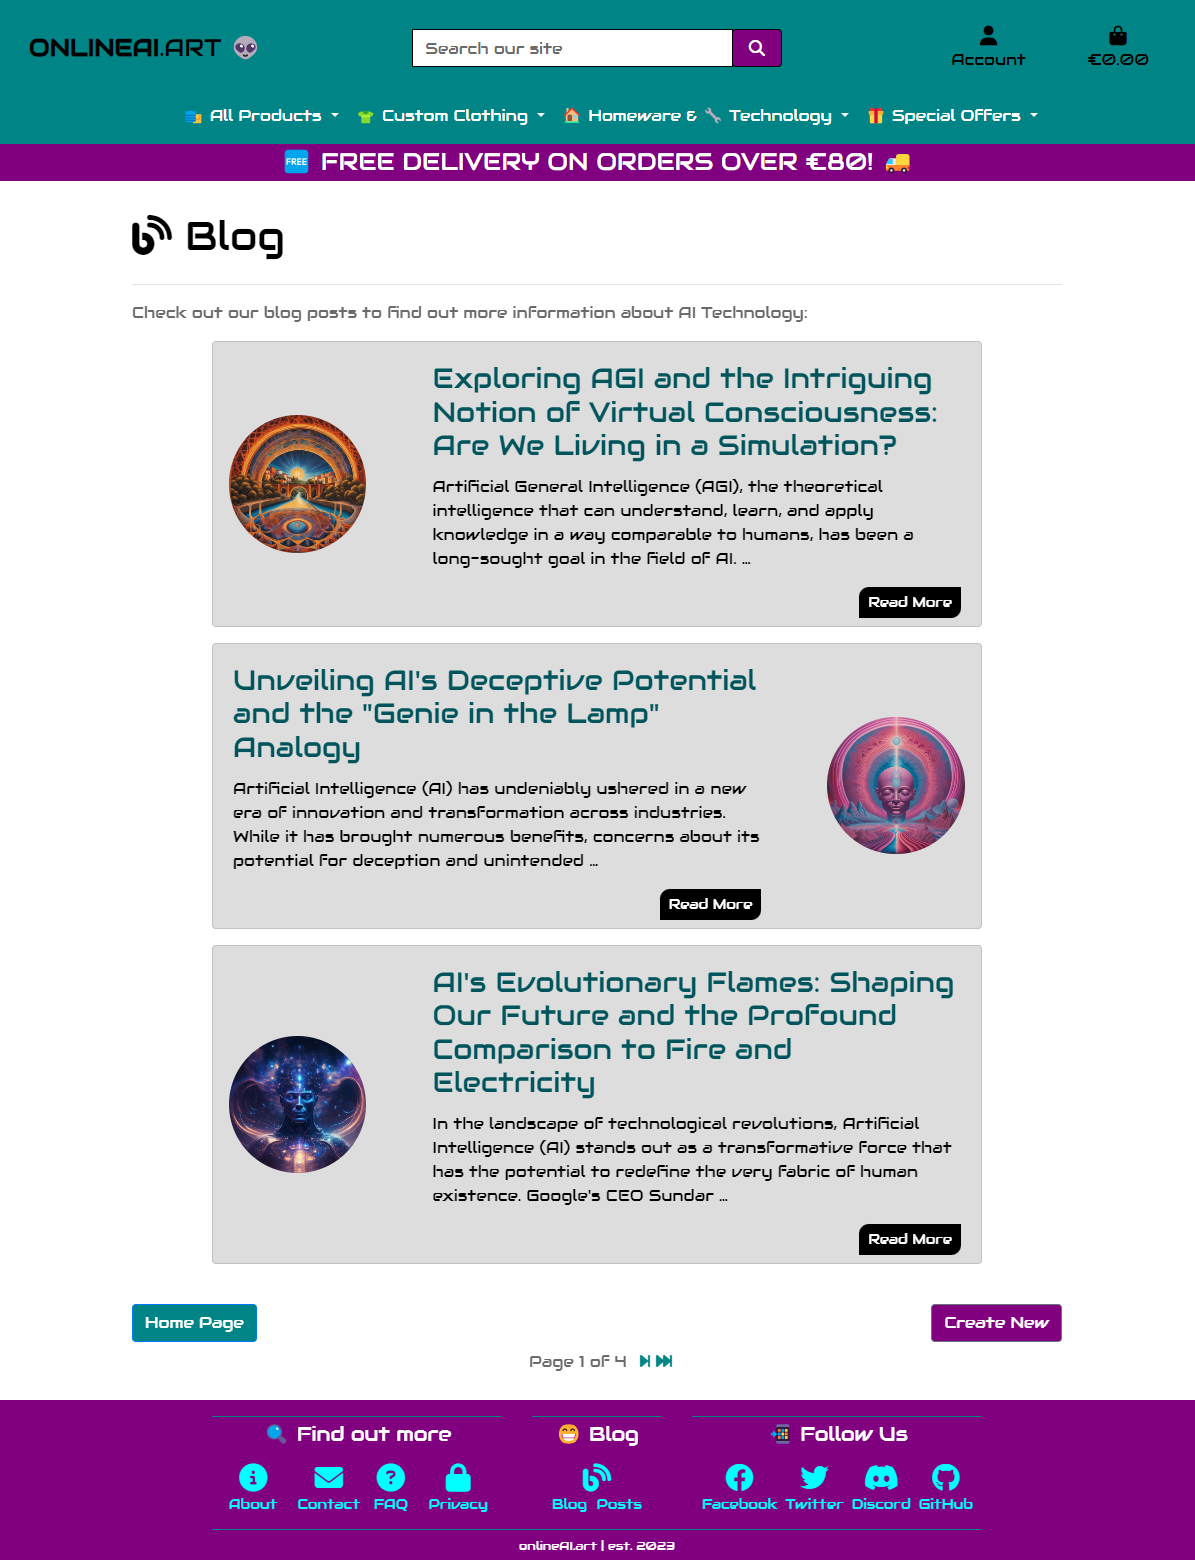 ONLINEAI.ART
Search our site
Account
€0.00
All Products
Custom Clothing
Homeware & Technology
Special Offers
FREE FREE DELIVERY ON ORDERS OVER €80!
Blog
Check out our blog posts to find out more information about AI Technology:
Exploring AGI and the Intriguing
Notion of Virtual Consciousness:
Are We Living in a Simulation?
Artificial General Intelligence (AGI), the theoretical
intelligence that can understand, learn, and apply
knowledge in a way comparable to humans, has been a
long-sought goal in the field of AI. …
Read More
Unveiling AI's Deceptive Potential
and the "Genie in the Lamp"
Analogy
Artificial Intelligence (AI) has undeniably ushered in a new
era of innovation and transformation across industries.
While it has brought numerous benefits, concerns about its
potential for deception and unintended …
Read More
AI's Evolutionary Flames: Shaping
Our Future and the Profound
Comparison to Fire and
Electricity
In the landscape of technological revolutions, Artificial
Intelligence (AI) stands out as a transformative force that
has the potential to redefine the very fabric of human
existence. Google's CEO Sundar …
Read More
Home Page
Create New
Page 1 of 4
Find out more
Blog
Follow Us
About
Contact
FAQ
Privacy
Blog Posts
Facebook
Twitter
Discord
GitHub
onlineAI.art | est. 2023